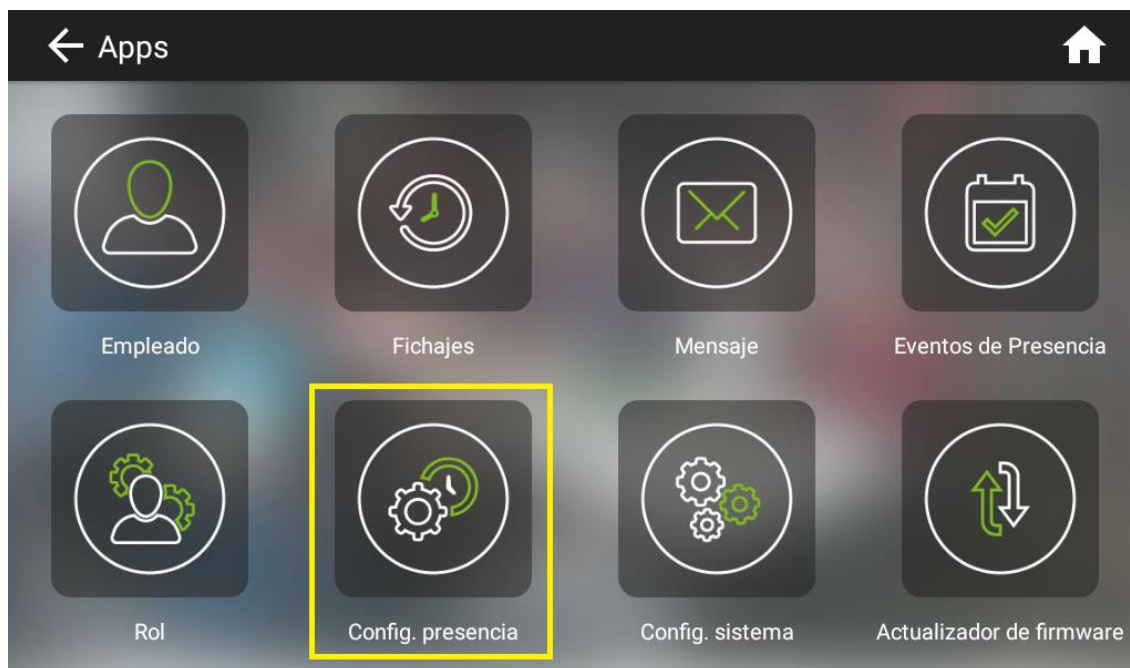 Apps
Empleado
Fichajes
Mensaje
Eventos de Presencia
Rol
Config. presencia
Config. sistema
Actualizador de firmware